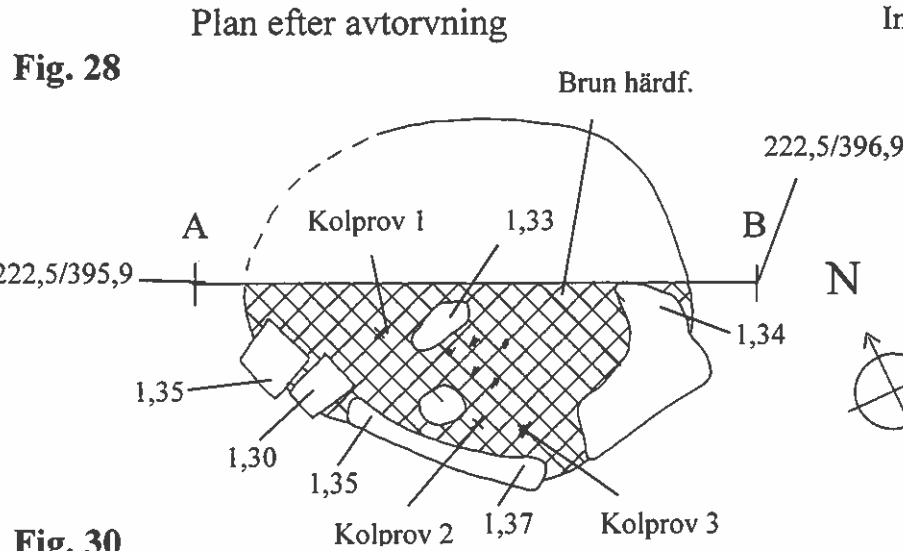 Plan efter avtorvning
Fig. 28
Brun härdf.
222,5/396,9
A
Kolprov 1
1,33
B
222,5/395,9
N
1,34
1,35
1,30
1,35
Kolprov 2
1,37
Kolprov 3
Fig. 30